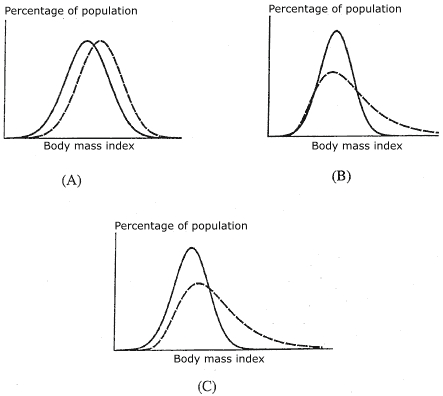 Percentage of population
Body mass index
(A)
Percentage of population
Body mass index
(B)
Percentage of population
Body mass index
(C)